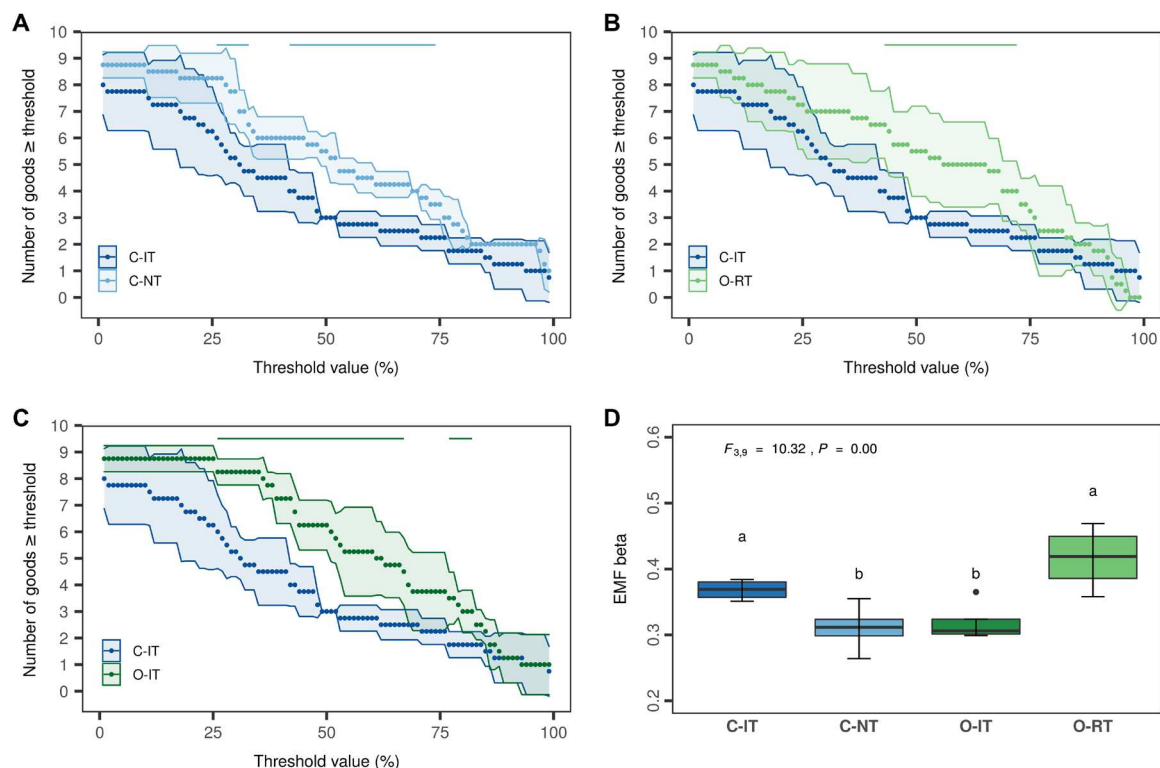 A
Number of goods ≥ threshold
10
9
8
7
6
5
4
3
2
1
0
C-IT
C-NT
0 25 50 75 100
Threshold value (%)
B
Number of goods ≥ threshold
10
9
8
7
6
5
4
3
2
1
0
C-IT
O-RT
0 25 50 75 100
Threshold value (%)
C
Number of goods ≥ threshold
10
9
8
7
6
5
4
3
2
1
0
C-IT
O-IT
0 25 50 75 100
Threshold value (%)
D
EMF beta
0.6
0.5
0.4
0.3
0.2
F3,9 = 10.32 , P = 0.00
a
b
b
a
C-IT C-NT O-IT O-RT